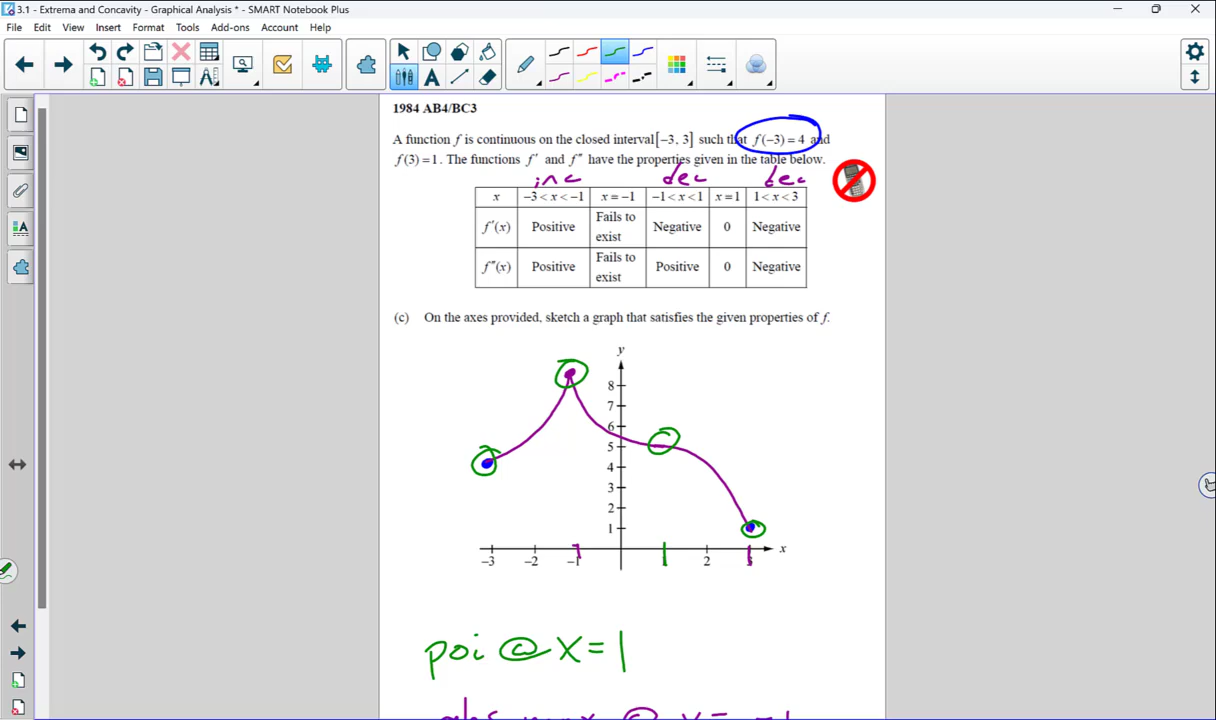 3.1 - Extrema and Concavity - Graphical Analysis * - SMART Notebook Plus
File Edit View Insert Format Tools Add-ons Account Help
1984 AB4/BC3
A function f is continuous on the closed interval [−3, 3] such that f(−3) = 4 and
f(3) = 1. The functions f′ and f″ have the properties given in the table below.
inc dec dec
x −3 < x < −1 x = −1 −1 < x < 1 x = 1 1 < x < 3
f′(x) Positive Fails to exist Negative 0 Negative
f″(x) Positive Fails to exist Positive 0 Negative
(c) On the axes provided, sketch a graph that satisfies the given properties of f.
y
8
7
6
5
4
3
2
1
x
−3 −2 −1 2
poi @ x = 1
abs max @ x = −1